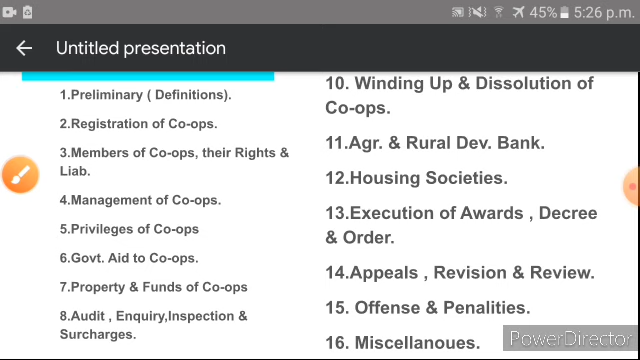 45% 5:26 p.m.
Untitled presentation
1.Preliminary ( Definitions).
2.Registration of Co-ops.
3.Members of Co-ops, their Rights &
Liab.
4.Management of Co-ops.
5.Privileges of Co-ops
6.Govt. Aid to Co-ops.
7.Property & Funds of Co-ops
8.Audit , Enquiry,Inspection &
Surcharges.
10. Winding Up & Dissolution of
Co-ops.
11.Agr. & Rural Dev. Bank.
12.Housing Societies.
13.Execution of Awards , Decree
& Order.
14.Appeals , Revision & Review.
15. Offense & Penalities.
16. Miscellanoues.
PowerDirector